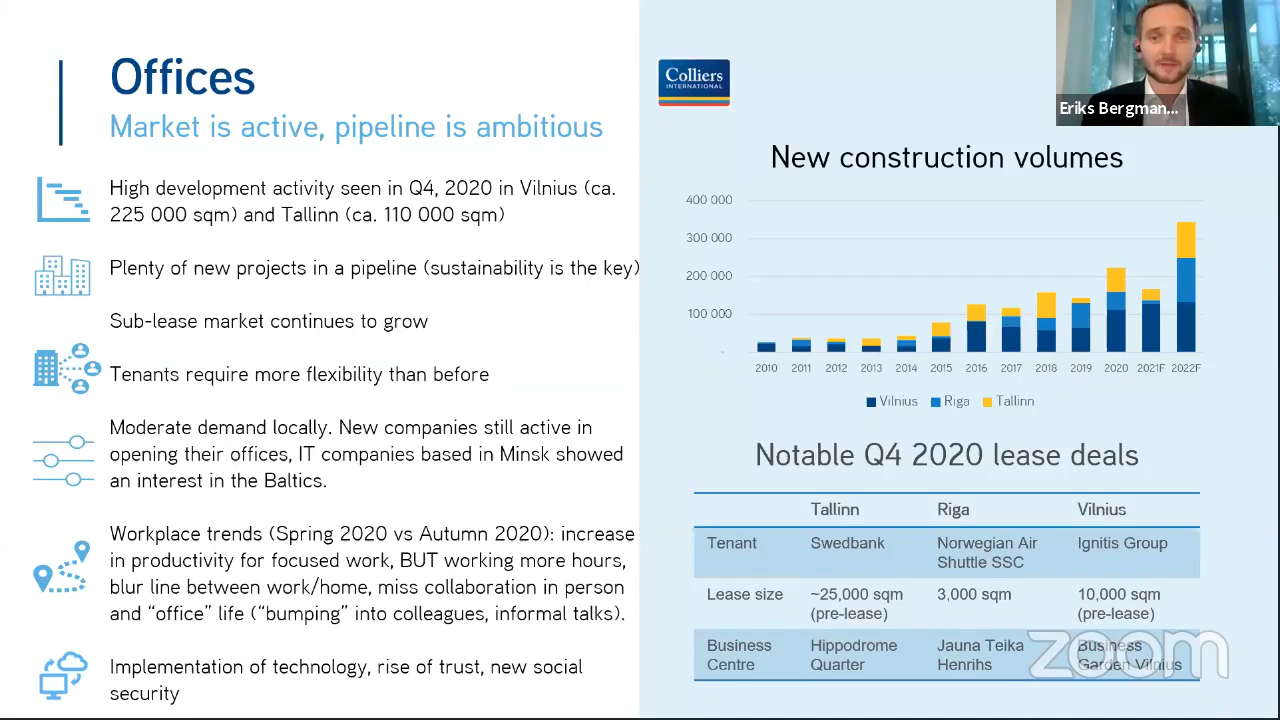 Offices
Market is active, pipeline is ambitious
High development activity seen in Q4, 2020 in Vilnius (ca.
225 000 sqm) and Tallinn (ca. 110 000 sqm)
Plenty of new projects in a pipeline (sustainability is the key)
Sub-lease market continues to grow
Tenants require more flexibility than before
Moderate demand locally. New companies still active in
opening their offices, IT companies based in Minsk showed
an interest in the Baltics.
Workplace trends (Spring 2020 vs Autumn 2020): increase
in productivity for focused work, BUT working more hours,
blur line between work/home, miss collaboration in person
and “office” life (“bumping” into colleagues, informal talks).
Implementation of technology, rise of trust, new social
security
Colliers
INTERNATIONAL
Eriks Bergman...
New construction volumes
400 000
300 000
200 000
100 000
-
2010 2011 2012 2013 2014 2015 2016 2017 2018 2019 2020 2021F 2022F
Vilnius Riga Tallinn
Notable Q4 2020 lease deals
Tallinn Riga Vilnius
Tenant Swedbank Norwegian Air Ignitis Group
Shuttle SSC
Lease size ~25,000 sqm 3,000 sqm 10,000 sqm
(pre-lease) (pre-lease)
Business Hippodrome Jauna Teika Business
Centre Quarter Henrihs Garden Vilnius
zoom